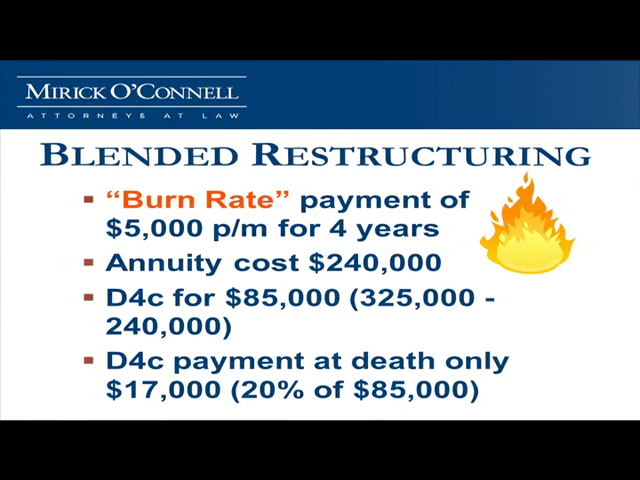 MIRICK O'CONNELL
ATTORNEYS AT LAW
BLENDED RESTRUCTURING
▪ “Burn Rate” payment of
$5,000 p/m for 4 years
▪ Annuity cost $240,000
▪ D4c for $85,000 (325,000 -
240,000)
▪ D4c payment at death only
$17,000 (20% of $85,000)